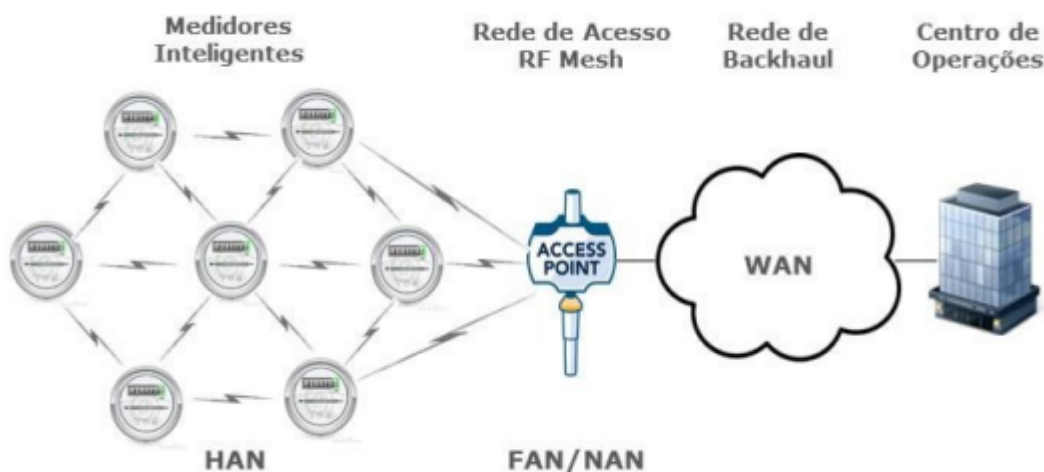 Medidores
Inteligentes
Rede de Acesso
RF Mesh
Rede de
Backhaul
Centro de
Operações
ACCESS
POINT
WAN
HAN
FAN/NAN